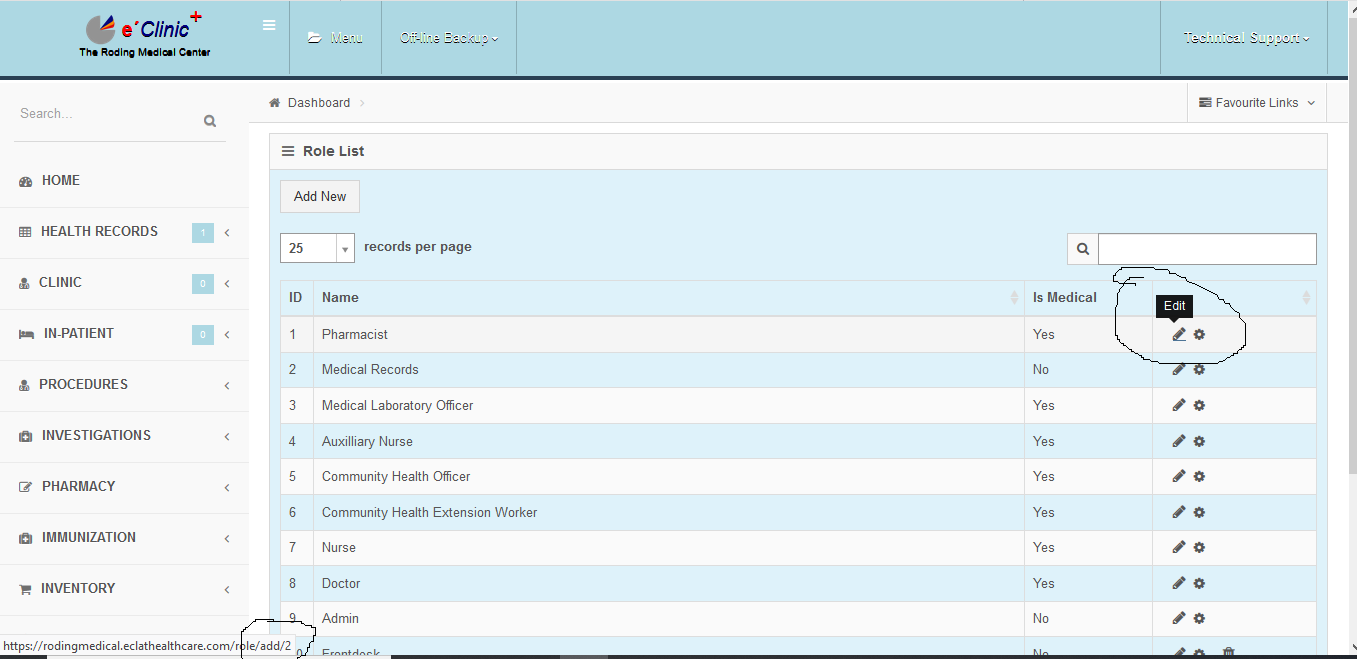 e'Clinic+
The Roding Medical Center
Menu
Off-line Backup
Technical Support
Search...
Dashboard
Favourite Links
Role List
HOME
Add New
HEALTH RECORDS 1
25 records per page
CLINIC 0
ID Name Is Medical
Edit
IN-PATIENT 0
1 Pharmacist Yes
2 Medical Records No
PROCEDURES
3 Medical Laboratory Officer Yes
INVESTIGATIONS
4 Auxilliary Nurse Yes
5 Community Health Officer Yes
PHARMACY
6 Community Health Extension Worker Yes
IMMUNIZATION
7 Nurse Yes
8 Doctor Yes
INVENTORY
9 Admin No
https://rodingmedical.eclathealthcare.com/role/add/2
0 Frontdesk No